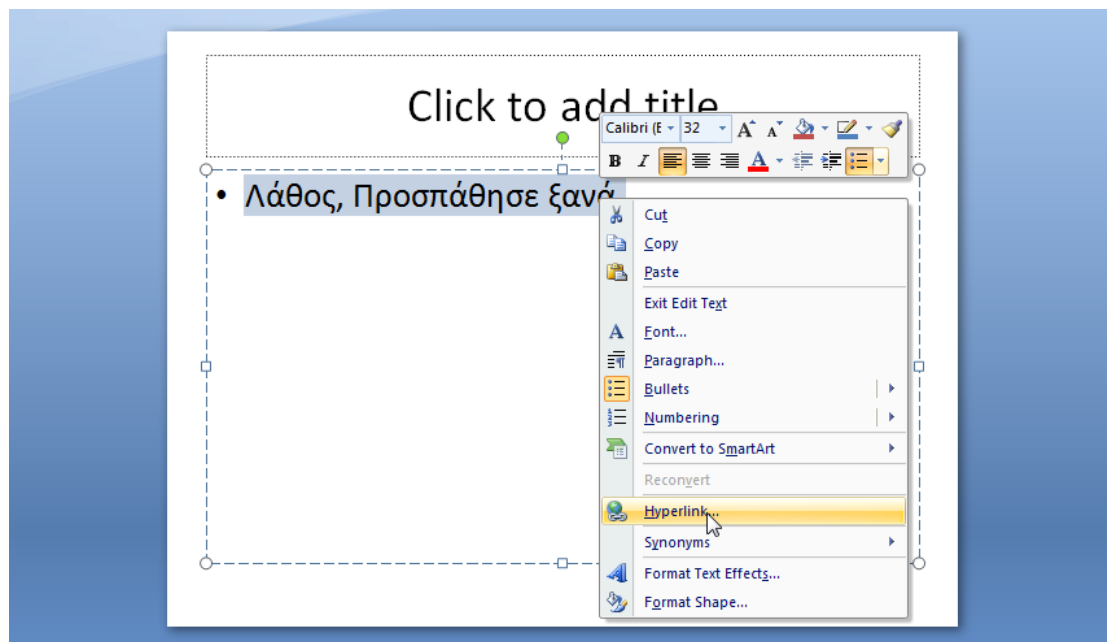 Click to add title
Calibri (E 32 A A
B I A
• Λάθος, Προσπάθησε ξανά
Cut
Copy
Paste
Exit Edit Text
A Font...
Paragraph...
Bullets
Numbering
Convert to SmartArt
Reconvert
Hyperlink...
Synonyms
Format Text Effects...
Format Shape...